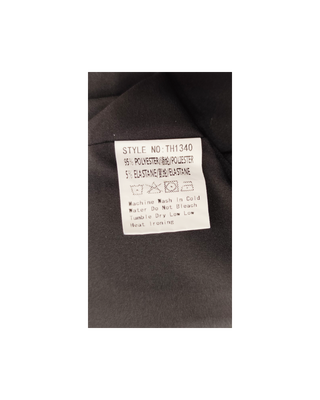 STYLE NO:TH1340
95% POLYESTER/POLIESTER
5% ELASTANE/ELASTANE
Machine Wash in Cold
Water Do Not Bleach
Tumble Dry Low Low
Heat ironing